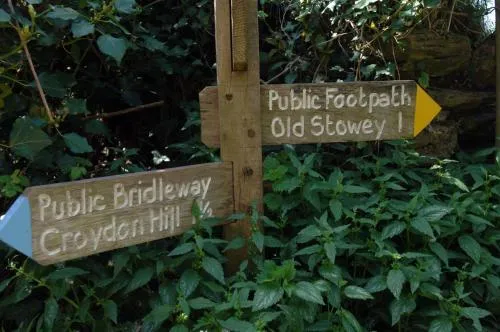 Public Footpath
Old Stowey 1
Public Bridleway
Croydon Hill